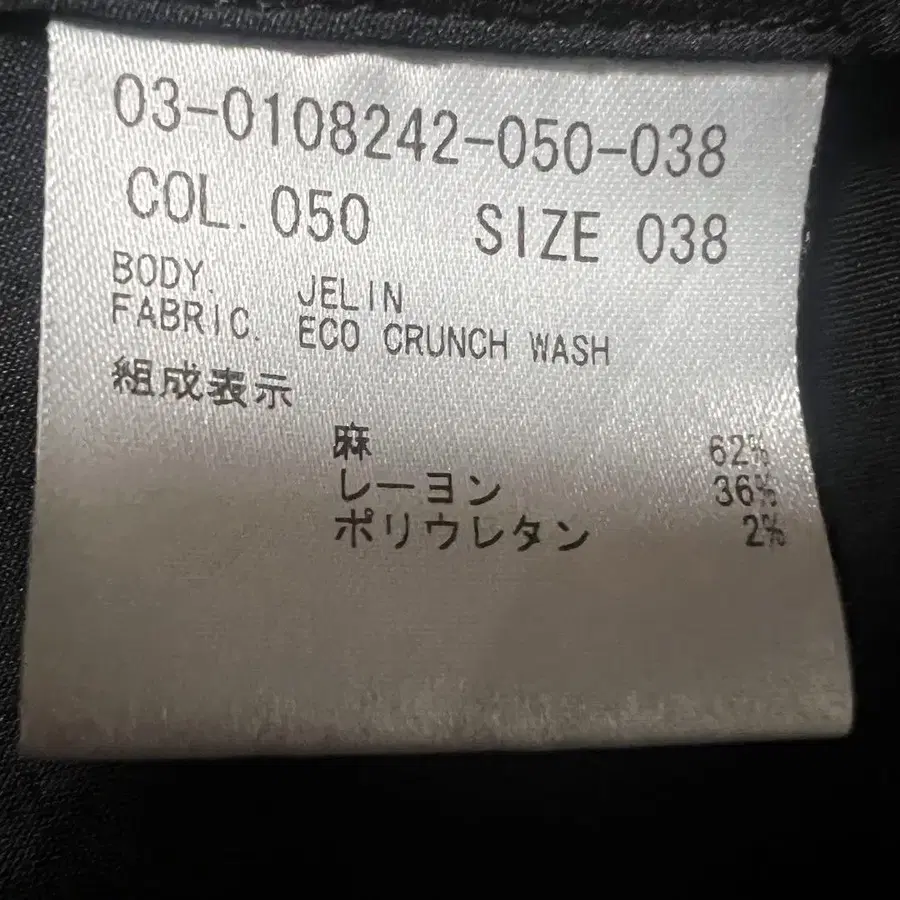 03-0108242-050-038
COL. 050 SIZE 038
BODY. JELIN
FABRIC. ECO CRUNCH WASH
組成表示
麻 62%
レーヨン 36%
ポリウレタン 2%